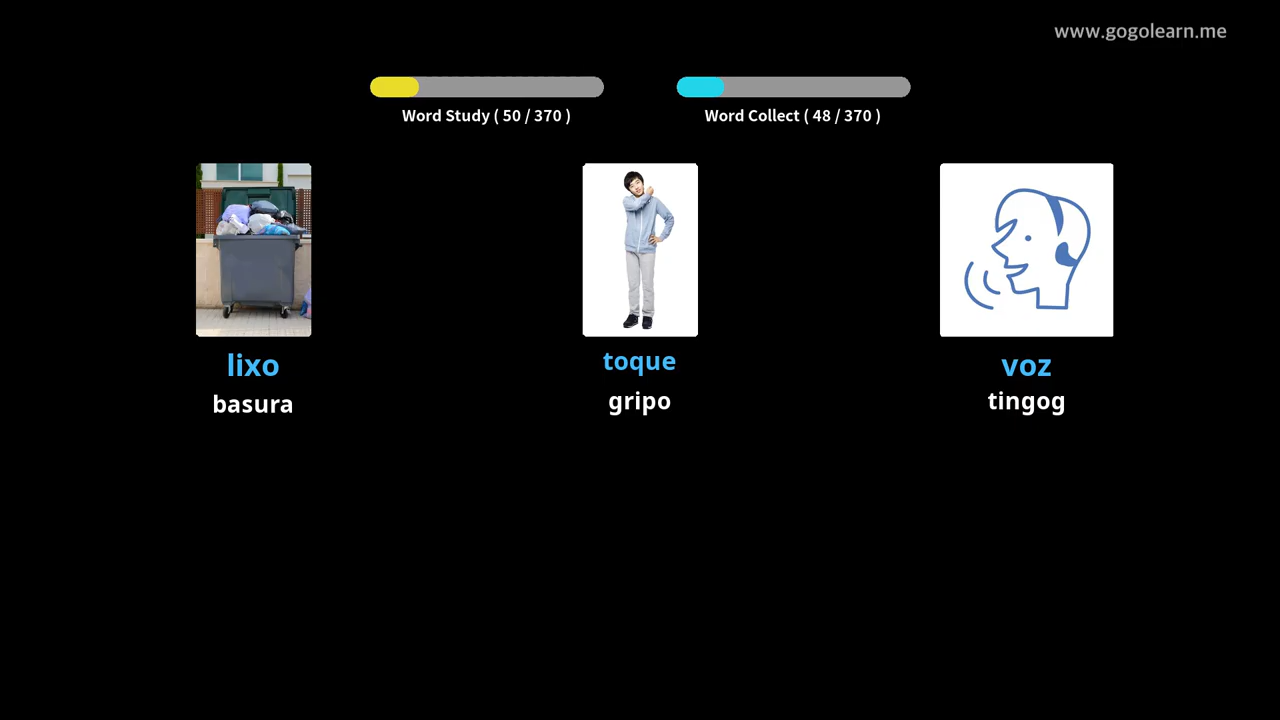 www.gogolearn.me
Word Study ( 50 / 370 )
Word Collect ( 48 / 370 )
lixo
basura
toque
gripo
voz
tingog